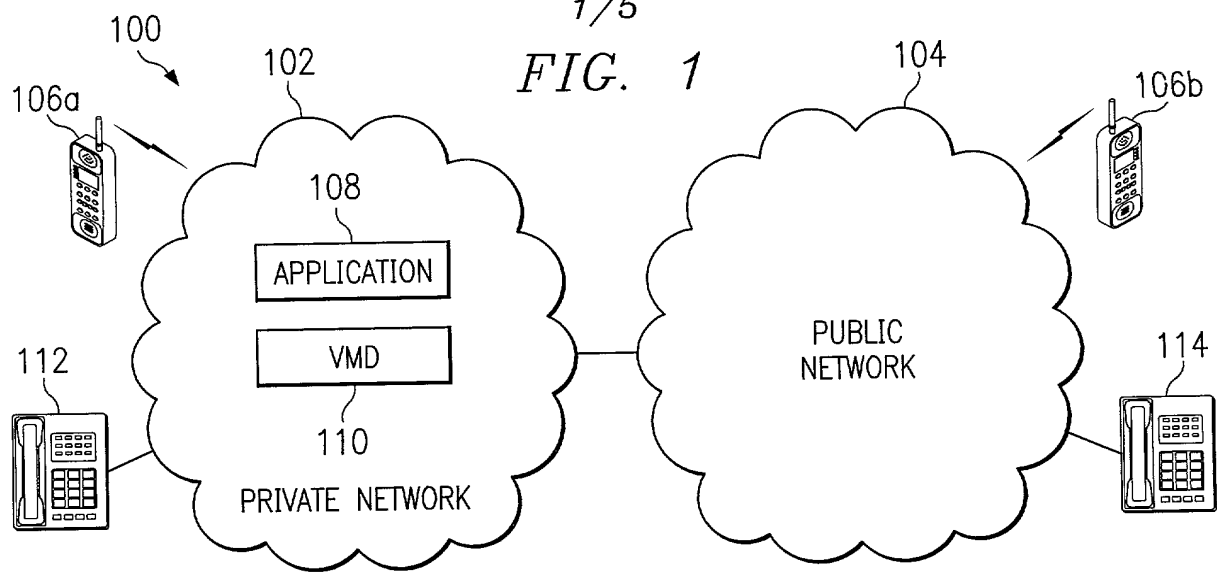 1/5
FIG. 1
100
102
104
106a
106b
108
APPLICATION
VMD
110
PRIVATE NETWORK
PUBLIC
NETWORK
112
114